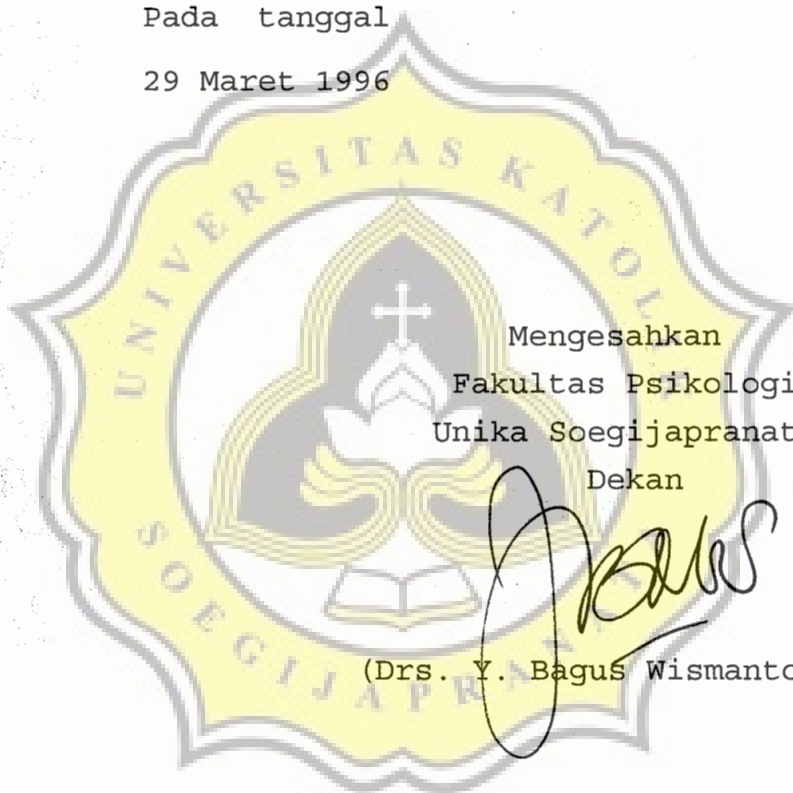 Pada tanggal
29 Maret 1996
UNIVERSITAS KATOLIK
Mengesahkan
Fakultas Psikologi
Unika Soegijapranat
Dekan
SOEGIJAPRANATA
(Drs. Y. Bagus Wismanto